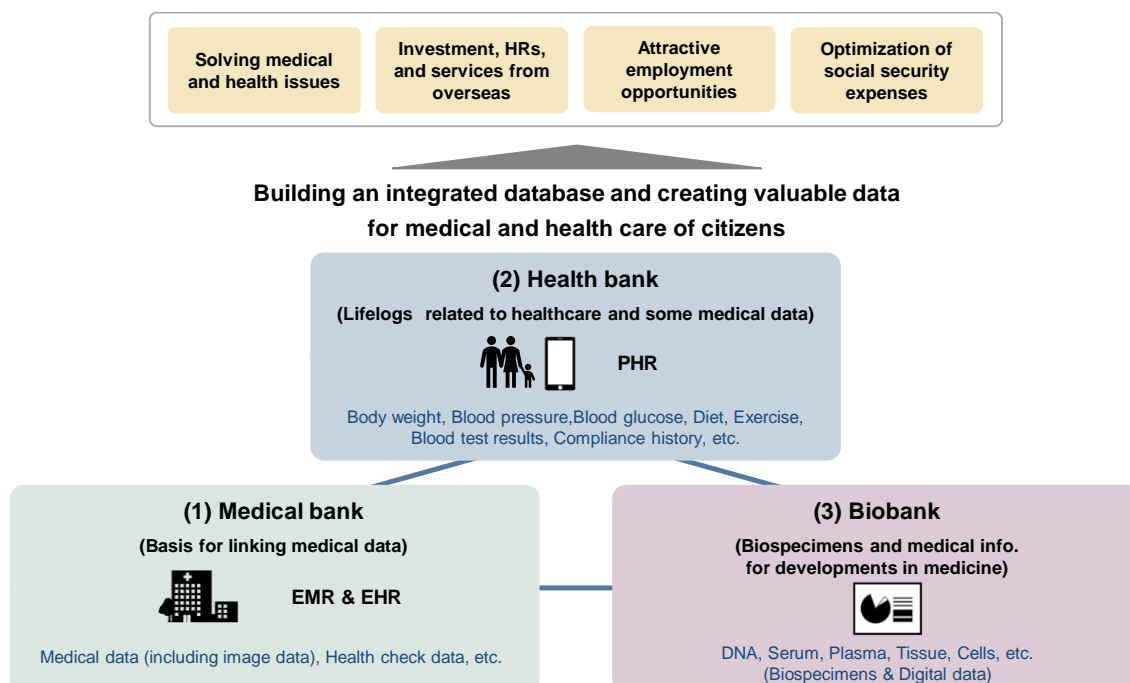 Solving medical
and health issues
Investment, HRs,
and services from
overseas
Attractive
employment
opportunities
Optimization of
social security
expenses
Building an integrated database and creating valuable data
for medical and health care of citizens
(2) Health bank
(Lifelogs related to healthcare and some medical data)
PHR
Body weight, Blood pressure,Blood glucose, Diet, Exercise,
Blood test results, Compliance history, etc.
(1) Medical bank
(Basis for linking medical data)
EMR & EHR
Medical data (including image data), Health check data, etc.
(3) Biobank
(Biospecimens and medical info.
for developments in medicine)
DNA, Serum, Plasma, Tissue, Cells, etc.
(Biospecimens & Digital data)